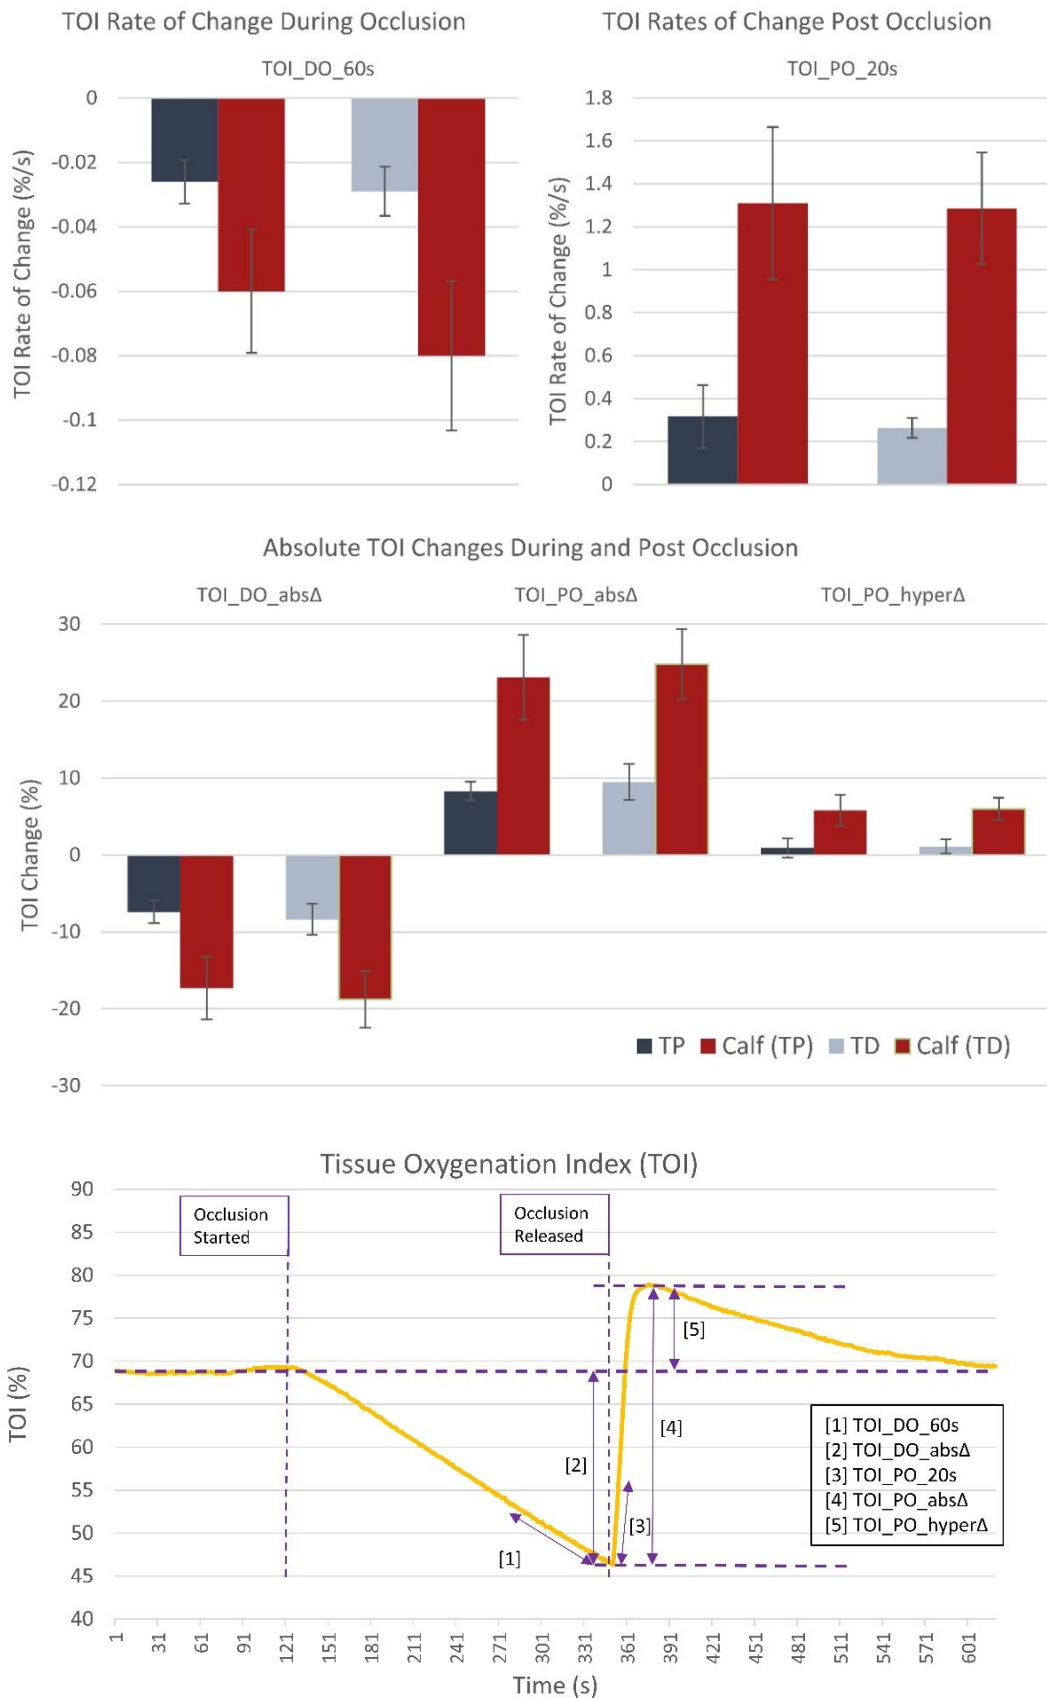 TOI Rate of Change During Occlusion
TOI_DO_60s
TOI Rate of Change (%/s)
0
-0.02
-0.04
-0.06
-0.08
-0.1
-0.12
TOI Rates of Change Post Occlusion
TOI_PO_20s
TOI Rate of Change (%/s)
1.8
1.6
1.4
1.2
1
0.8
0.6
0.4
0.2
0
Absolute TOI Changes During and Post Occlusion
TOI_DO_absΔ
TOI_PO_absΔ
TOI_PO_hyperΔ
TOI Change (%)
30
20
10
0
-10
-20
-30
TP Calf (TP) TD Calf (TD)
Tissue Oxygenation Index (TOI)
TOI (%)
90
85
80
75
70
65
60
55
50
45
40
Occlusion
Started
Occlusion
Released
[5]
[4]
[2]
[3]
[1]
[1] TOI_DO_60s
[2] TOI_DO_absΔ
[3] TOI_PO_20s
[4] TOI_PO_absΔ
[5] TOI_PO_hyperΔ
1 31 61 91 121 151 181 211 241 271 301 331 361 391 421 451 481 511 541 571 601
Time (s)